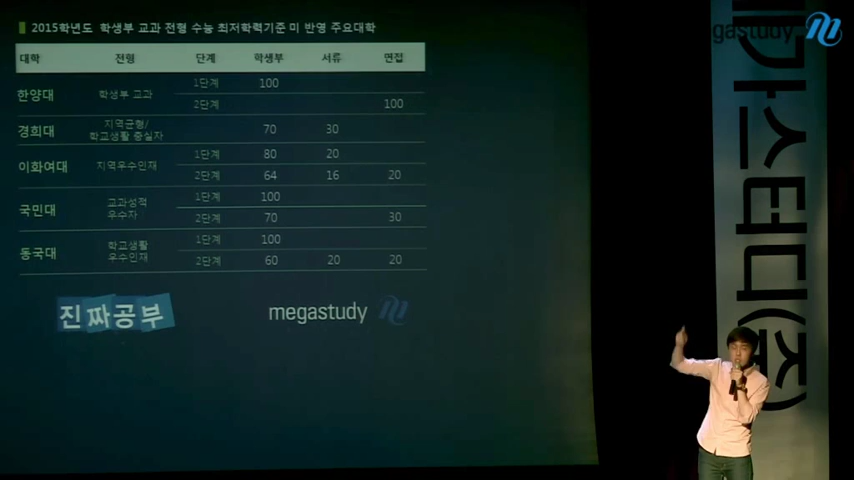 2015학년도 학생부 교과 전형 수능 최저학력기준 미 반영 주요대학
대학 전형 단계 학생부 서류 면접
한양대 학생부 교과 1단계 100
2단계 100
경희대 지역균형/ 학교생활 충실자 70 30
이화여대 지역우수인재 1단계 80 20
2단계 64 16 20
국민대 교과성적 우수자 1단계 100
2단계 70 30
동국대 학교생활 우수인재 1단계 100
2단계 60 20 20
진짜공부
megastudy
gastudy
가스터디(주)